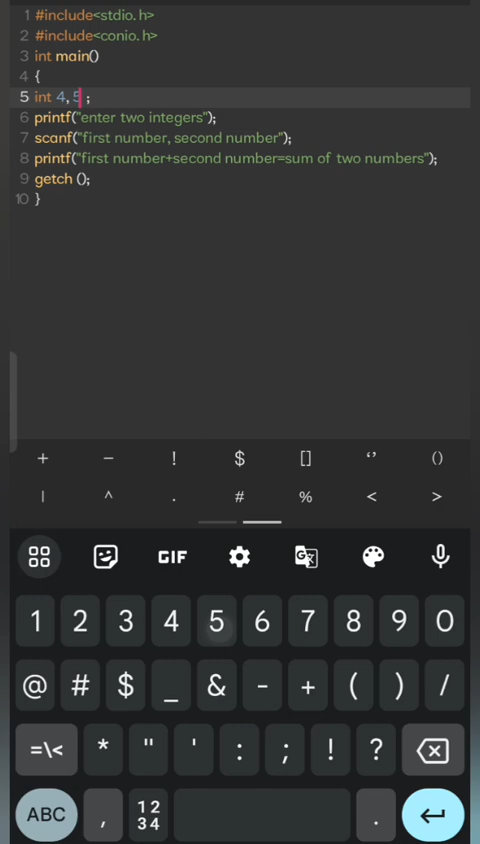 1 #include<stdio.h>
2 #include<conio.h>
3 int main()
4 {
5 int 4,5 ;
6 printf("enter two integers");
7 scanf("first number, second number");
8 printf("first number+second number=sum of two numbers");
9 getch ();
10 }
+ − ! $ [] ‘’ ()
| ^ . # % < >
GIF
1 2 3 4 5 6 7 8 9 0
@ # $ _ & - + ( ) /
=\< * " ' : ; ! ?
ABC , 12 .
34